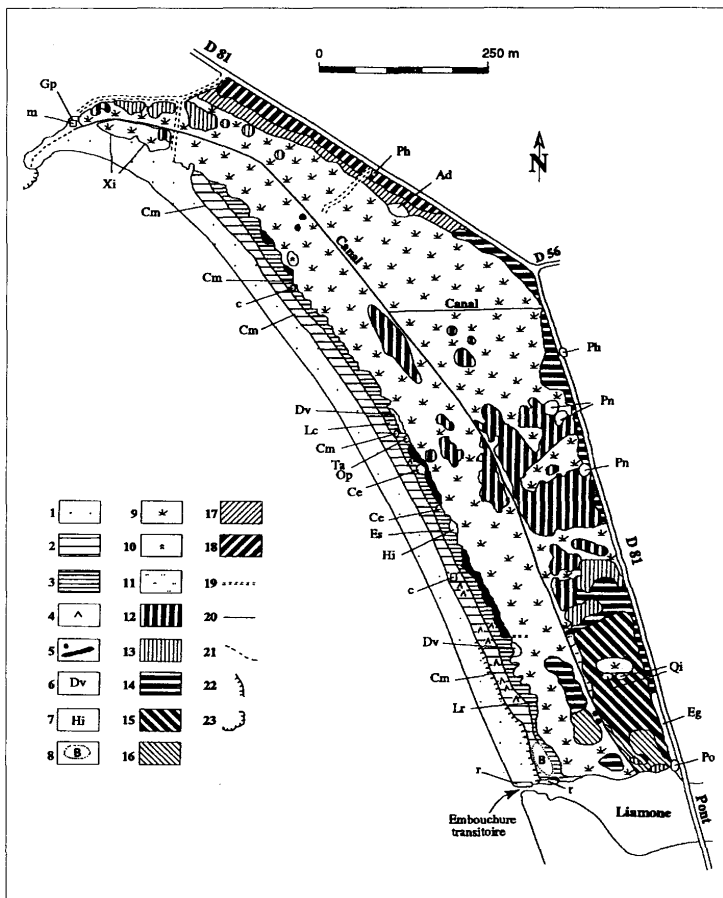 D 81
0 250 m
Gp
m
N
Ph
Ad
Xi
Cm
D 56
Canal
Cm
c
Canal
Cm
Ph
Dv
Pn
Lc
Cm
Ta
Op
Pn
Ce
Ce
Es
Hi
D 81
c
Dv
Qi
Cm
Eg
Lr
B
Po
r
r
Embouchure
transitoire
Liamone
Pont
1 9 17
2 10 18
3 11 19
4 12 20
5 13 21
6 Dv 14 22
7 Hi 15 23
8 B 16